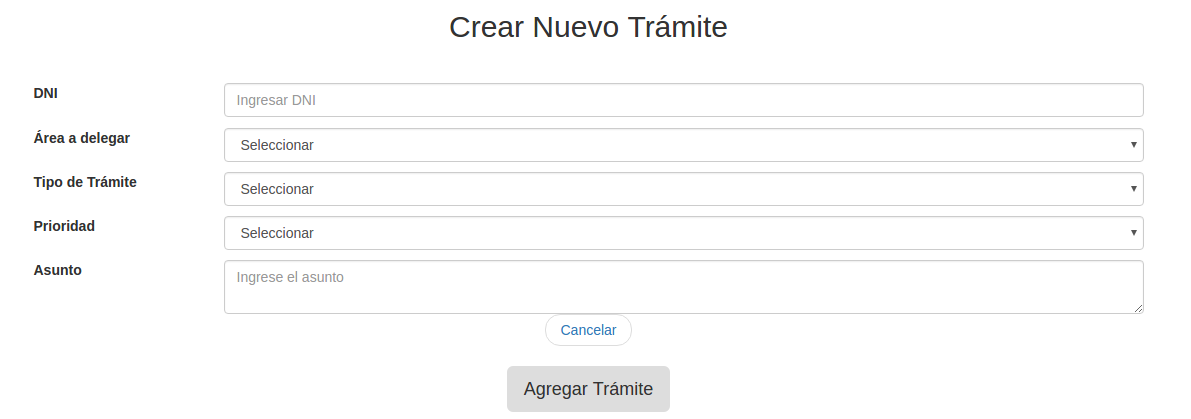 Crear Nuevo Trámite
DNI
Ingresar DNI
Área a delegar
Seleccionar
Tipo de Trámite
Seleccionar
Prioridad
Seleccionar
Asunto
Ingrese el asunto
Cancelar
Agregar Trámite